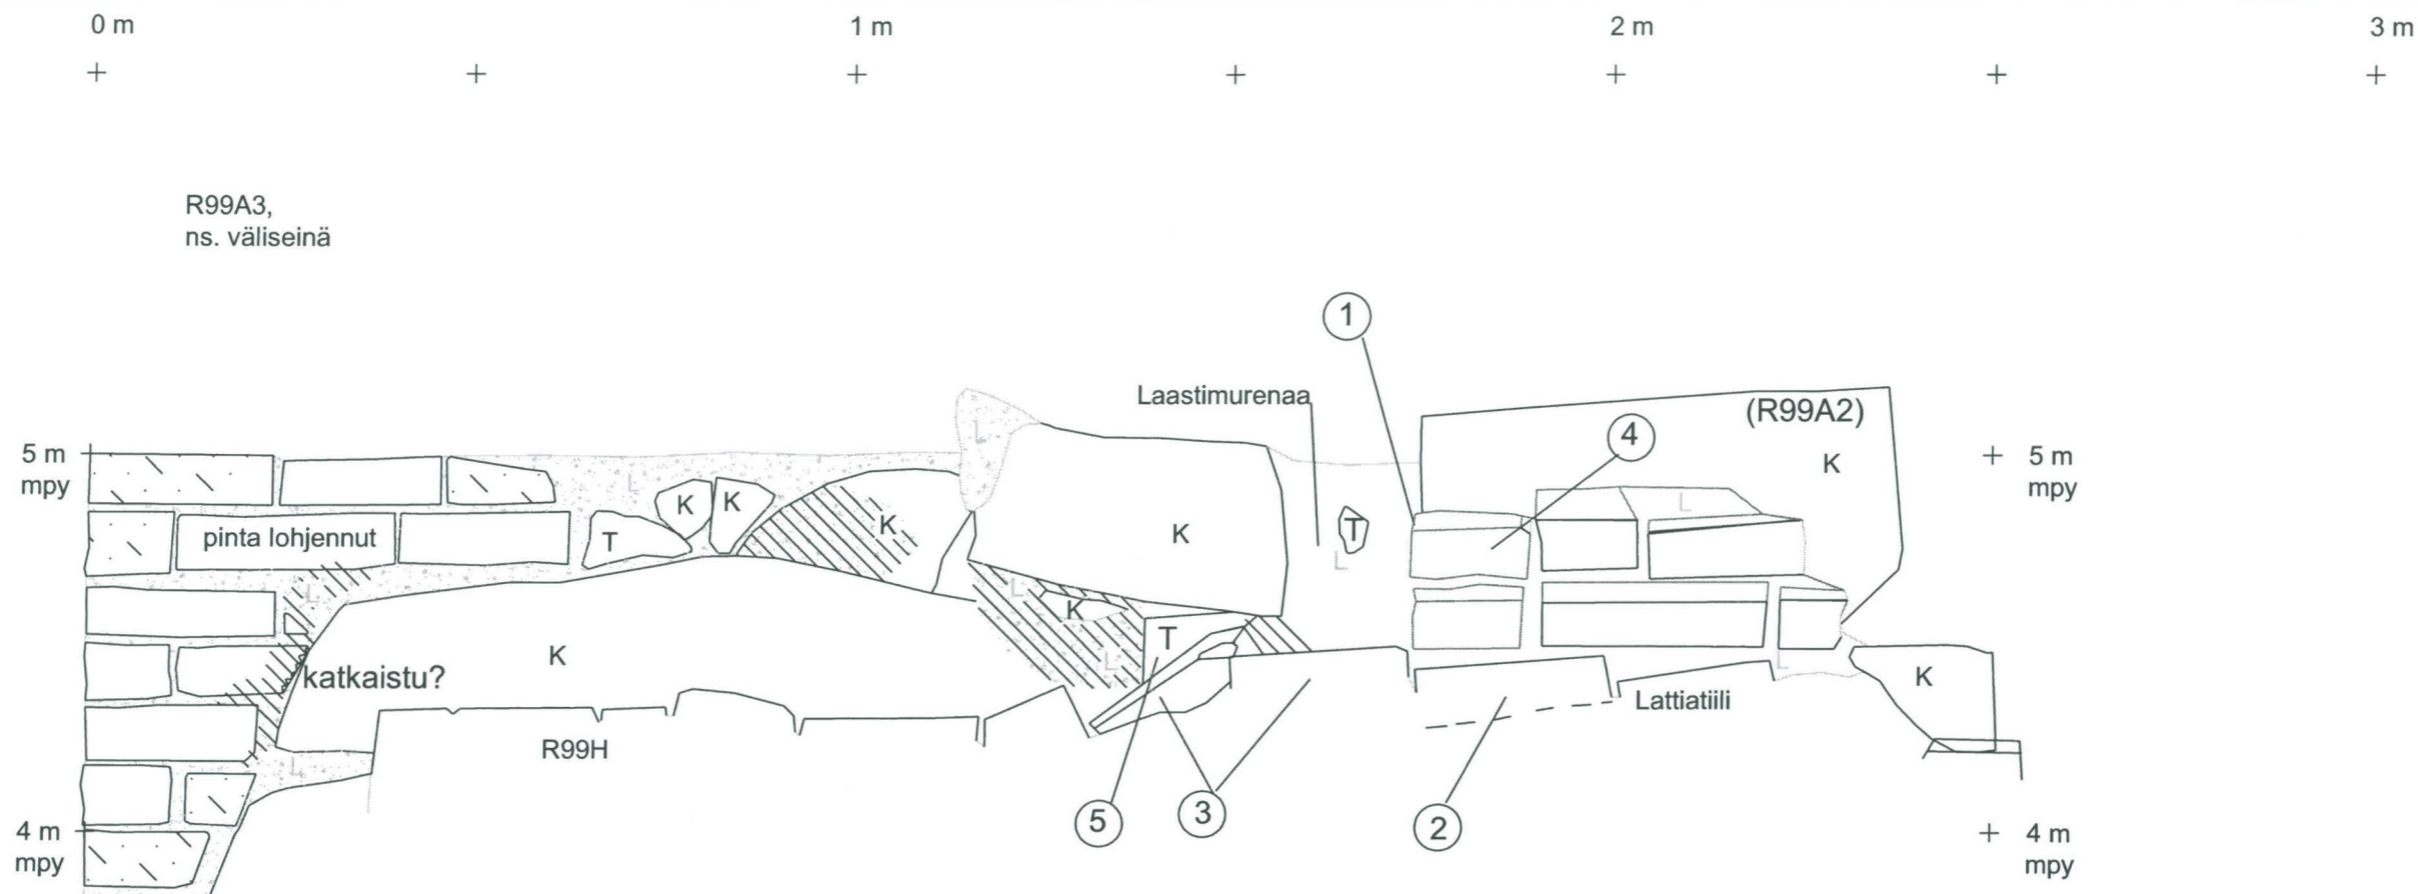 0 m 1 m 2 m 3 m
R99A3,
ns. väliseinä
1
Laastimurenaa
(R99A2)
4
5 m
mpy
L
K
5 m
mpy
L
K
K
L
K
K
T
pinta lohjennut
T
L
L
L
K
T
K
K
katkaistu?
L
L
K
Lattiatiili
R99H
L
5
3
2
4 m
mpy
4 m
mpy